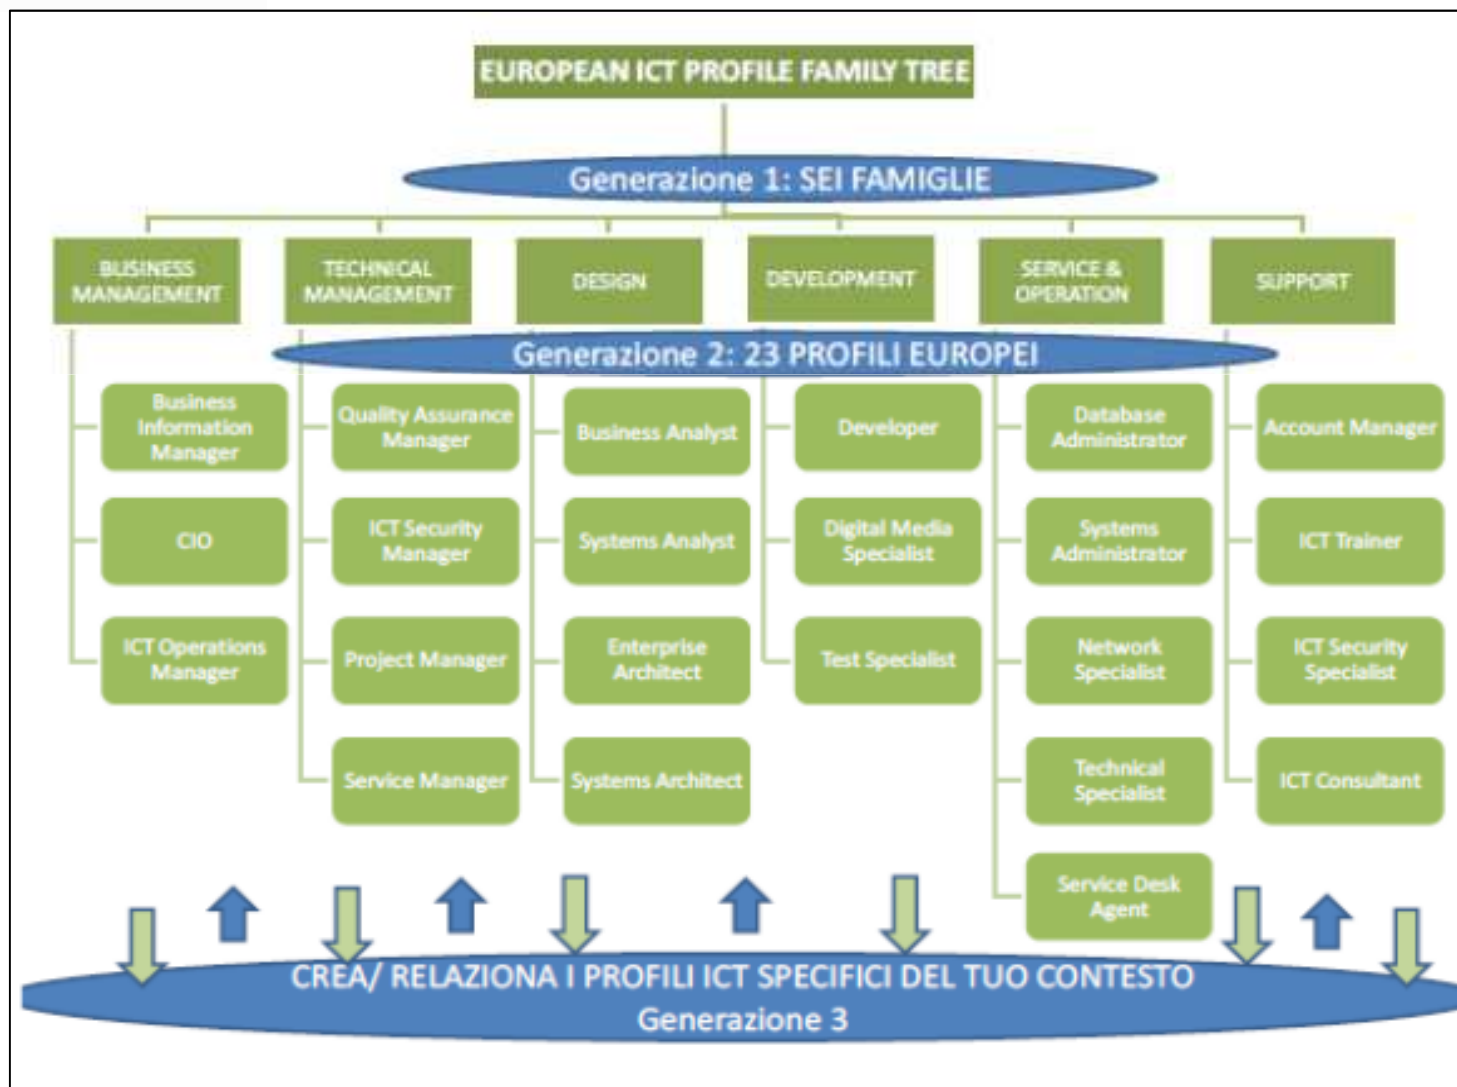 EUROPEAN ICT PROFILE FAMILY TREE
Generazione 1: SEI FAMIGLIE
BUSINESS
MANAGEMENT
TECHNICAL
MANAGEMENT
DESIGN
DEVELOPMENT
SERVICE &
OPERATION
SUPPORT
Generazione 2: 23 PROFILI EUROPEI
Business
Information
Manager
Quality Assurance
Manager
Business Analyst
Developer
Database
Administrator
Account Manager
CIO
ICT Security
Manager
Systems Analyst
Digital Media
Specialist
Systems
Administrator
ICT Trainer
ICT Operations
Manager
Project Manager
Enterprise
Architect
Test Specialist
Network
Specialist
ICT Security
Specialist
Service Manager
Systems Architect
Technical
Specialist
ICT Consultant
Service Desk
Agent
CREA/ RELAZIONA I PROFILI ICT SPECIFICI DEL TUO CONTESTO
Generazione 3